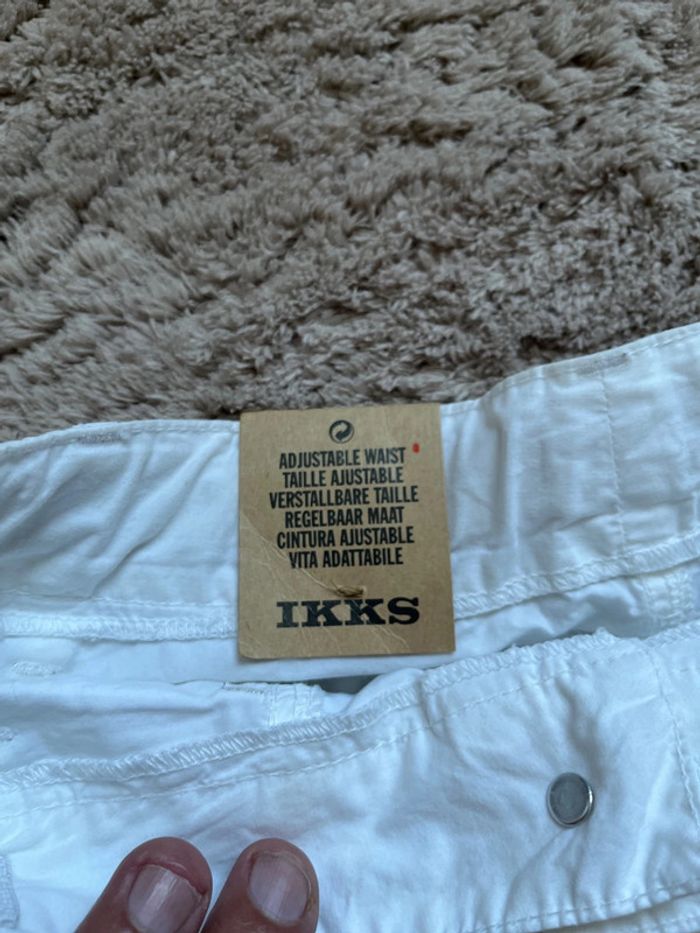 ADJUSTABLE WAIST
TAILLE AJUSTABLE
VERSTALLBARE TAILLE
REGELBAAR MAAT
CINTURA AJUSTABLE
VITA ADATTABILE
IKKS